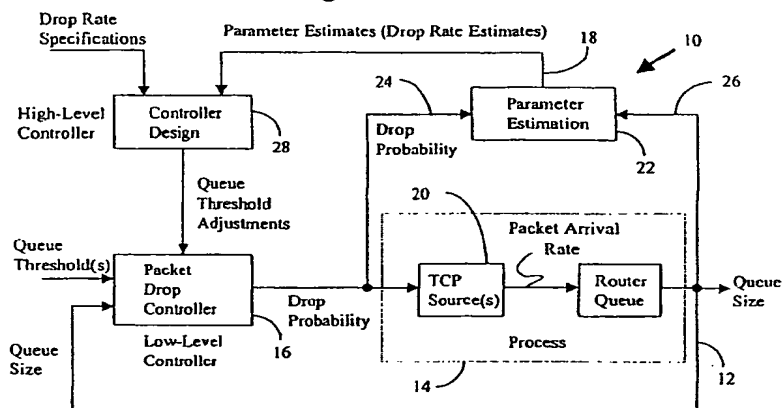 Drop Rate
Specifications
Parameter Estimates (Drop Rate Estimates)
18
10
24
26
High-Level
Controller
Controller
Design
28
Parameter
Estimation
22
Drop
Probability
Queue
Threshold
Adjustments
20
Packet Arrival
Rate
Queue
Threshold(s)
Packet
Drop
Controller
TCP
Source(s)
Router
Queue
Queue
Size
Drop
Probability
Queue
Size
Low-Level
Controller
16
Process
14
12